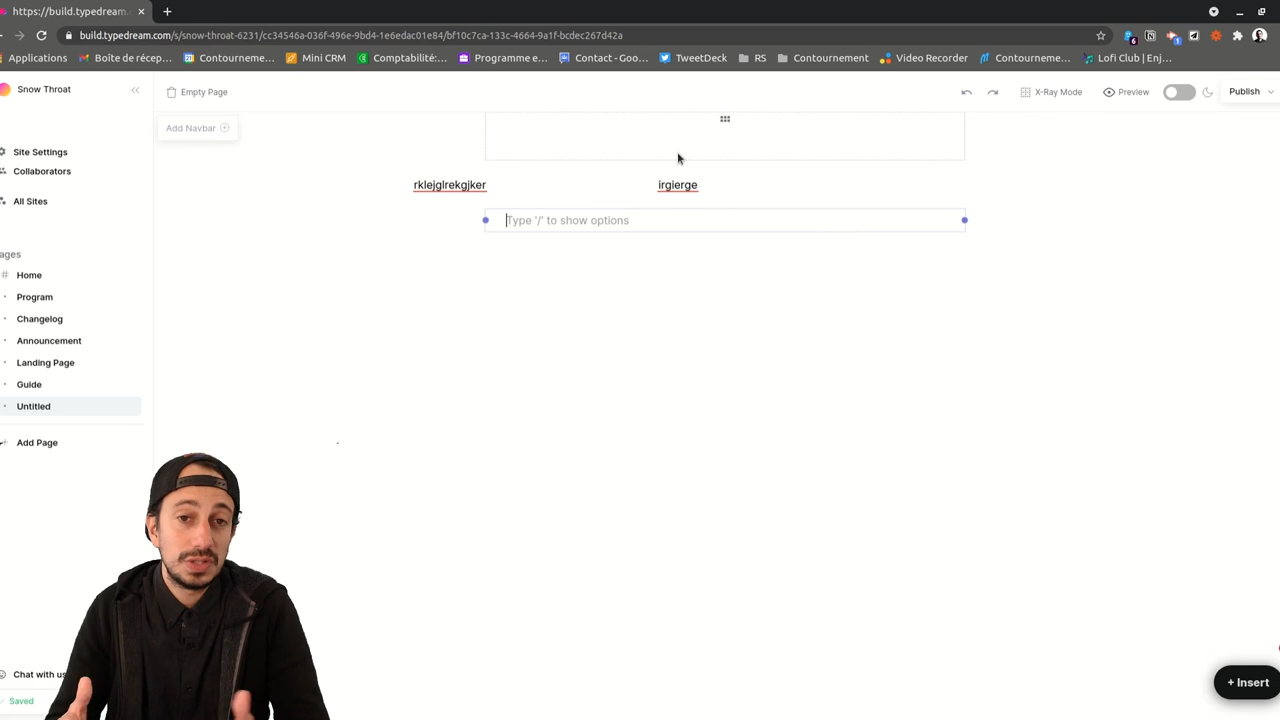 https://build.typedream.
build.typedream.com/s/snow-throat-6231/cc34546a-036f-496e-9bd4-1e6edac01e84/bf10c7ca-133c-4664-9a1f-bcdec267d42a
Applications Boîte de récep... Contourneme... Mini CRM Comptabilité:... Programme e... Contact - Goo... TweetDeck RS Contournement Video Recorder Contourneme... Lofi Club | Enj...
Snow Throat
Empty Page
X-Ray Mode
Preview
Publish
Add Navbar
Site Settings
Collaborators
All Sites
rklejglrekgjker
irgierge
Type '/' to show options
ages
Home
Program
Changelog
Announcement
Landing Page
Guide
Untitled
Add Page
Chat with us
Saved
+ Insert